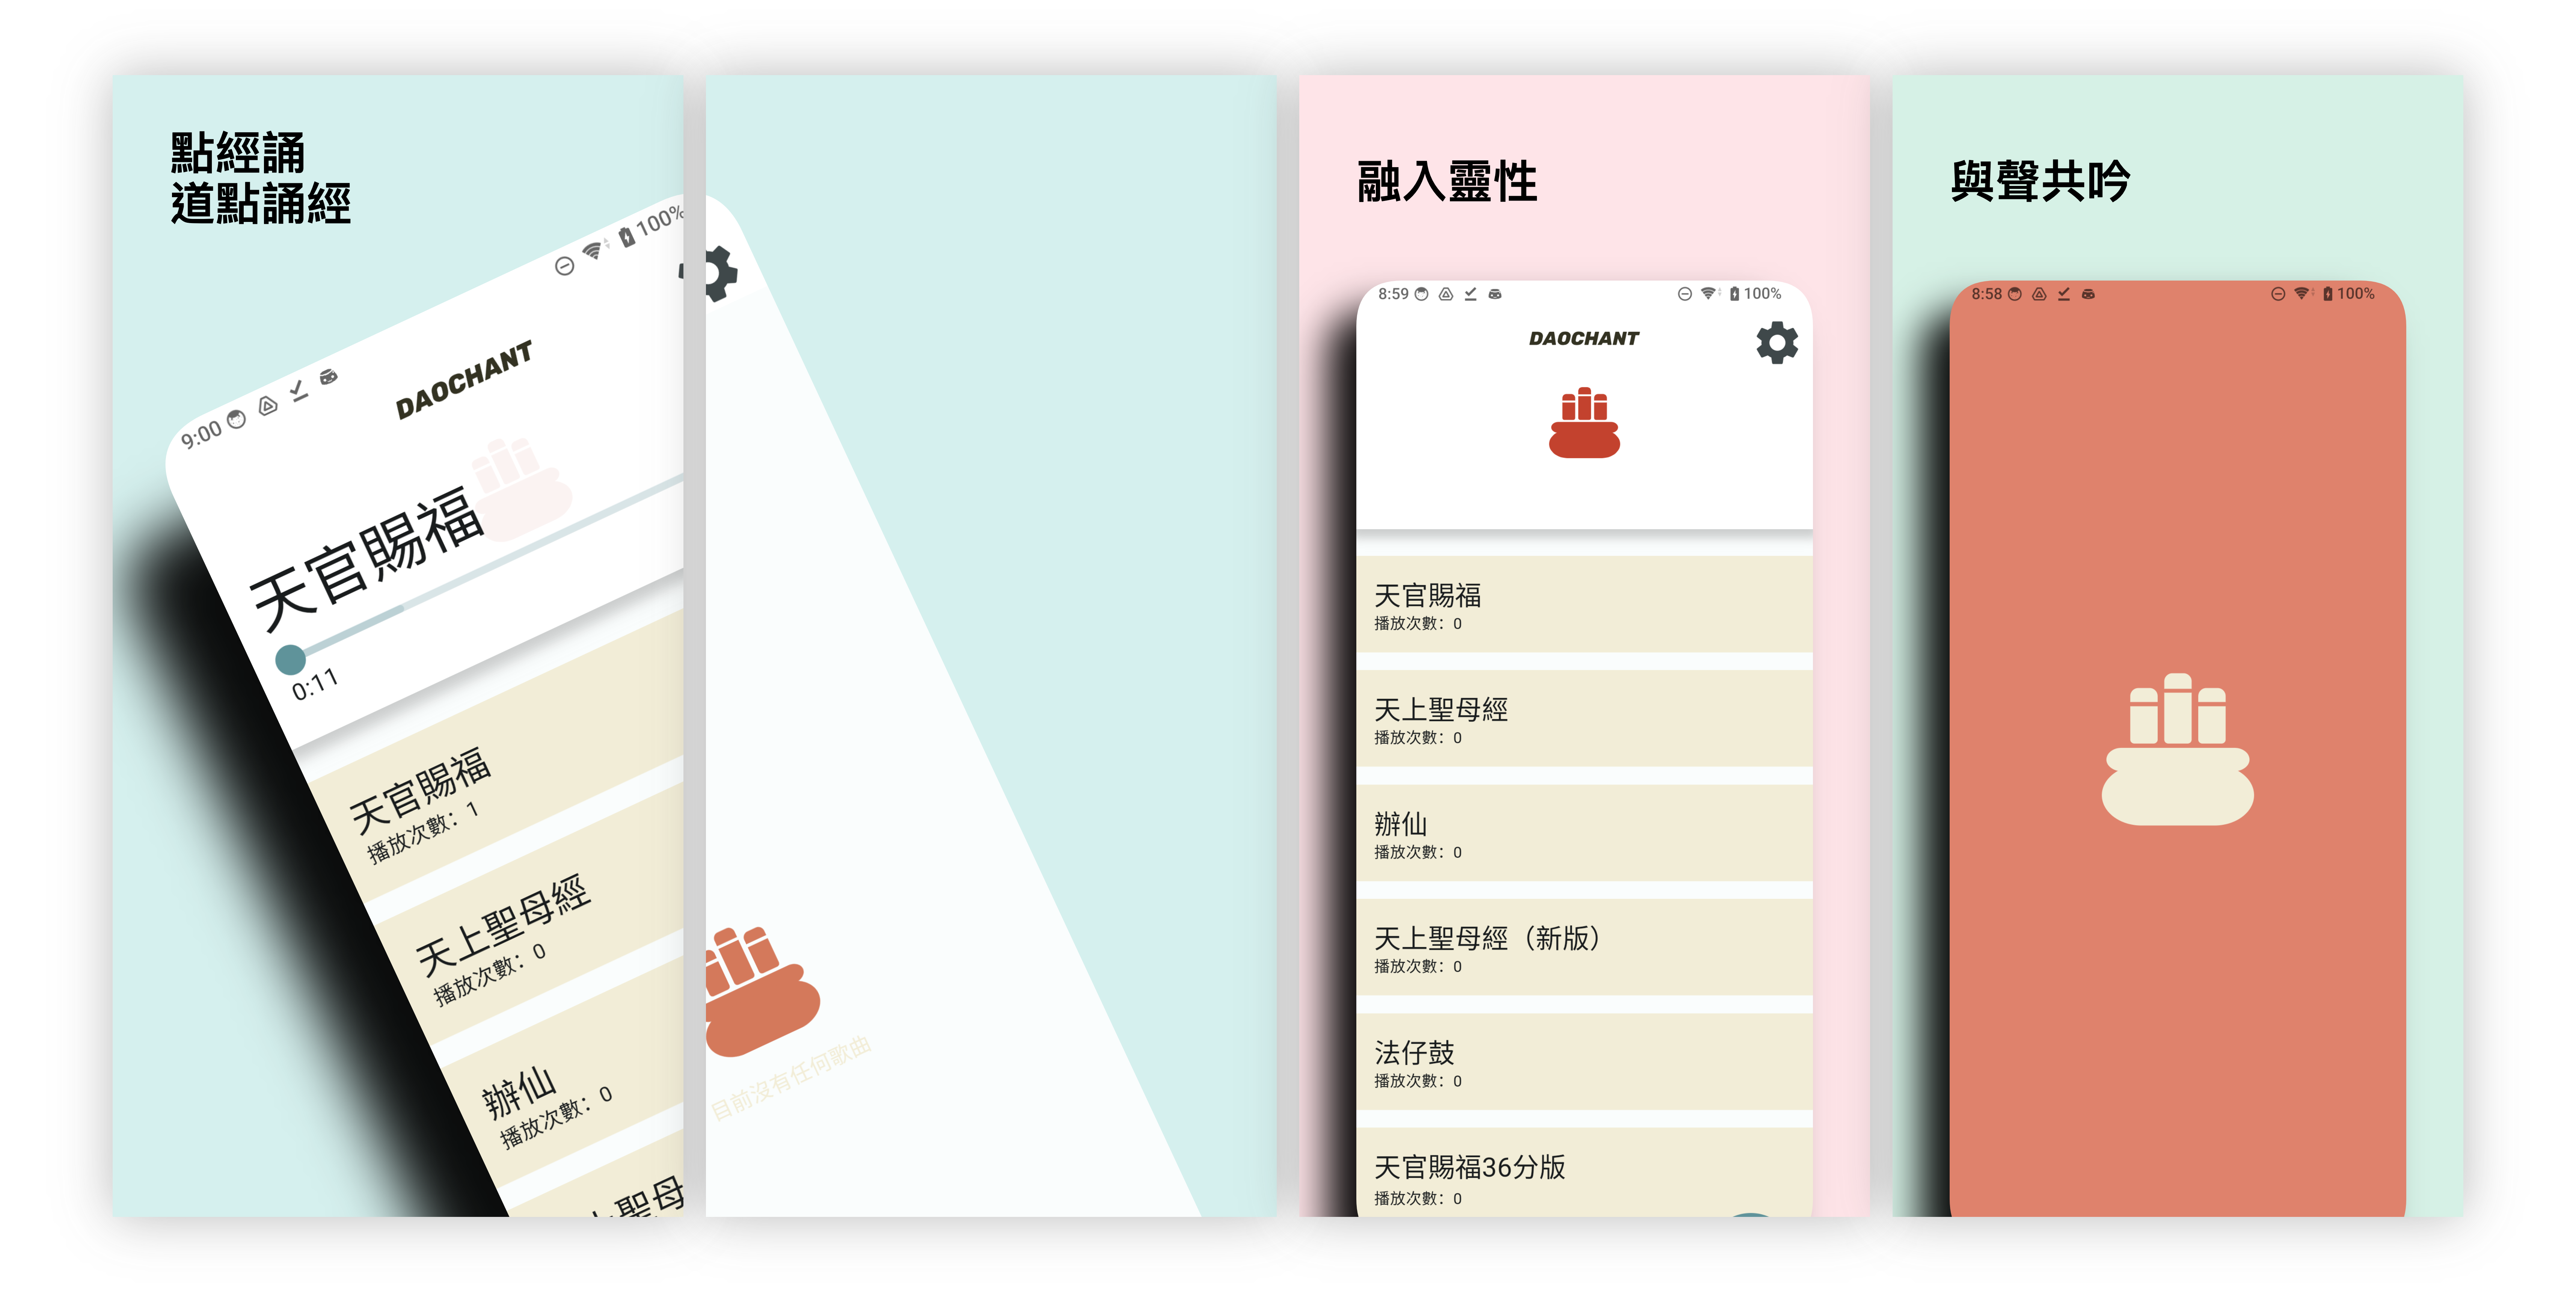 點經誦
道點誦經
9:00
100%
DAOCHANT
天官賜福
0:11
天官賜福
播放次數：1
天上聖母經
播放次數：0
辦仙
播放次數：0
上聖母
目前沒有任何歌曲
融入靈性
8:59
100%
DAOCHANT
天官賜福
播放次數：0
天上聖母經
播放次數：0
辦仙
播放次數：0
天上聖母經（新版）
播放次數：0
法仔鼓
播放次數：0
天官賜福36分版
播放次數：0
與聲共吟
8:58
100%